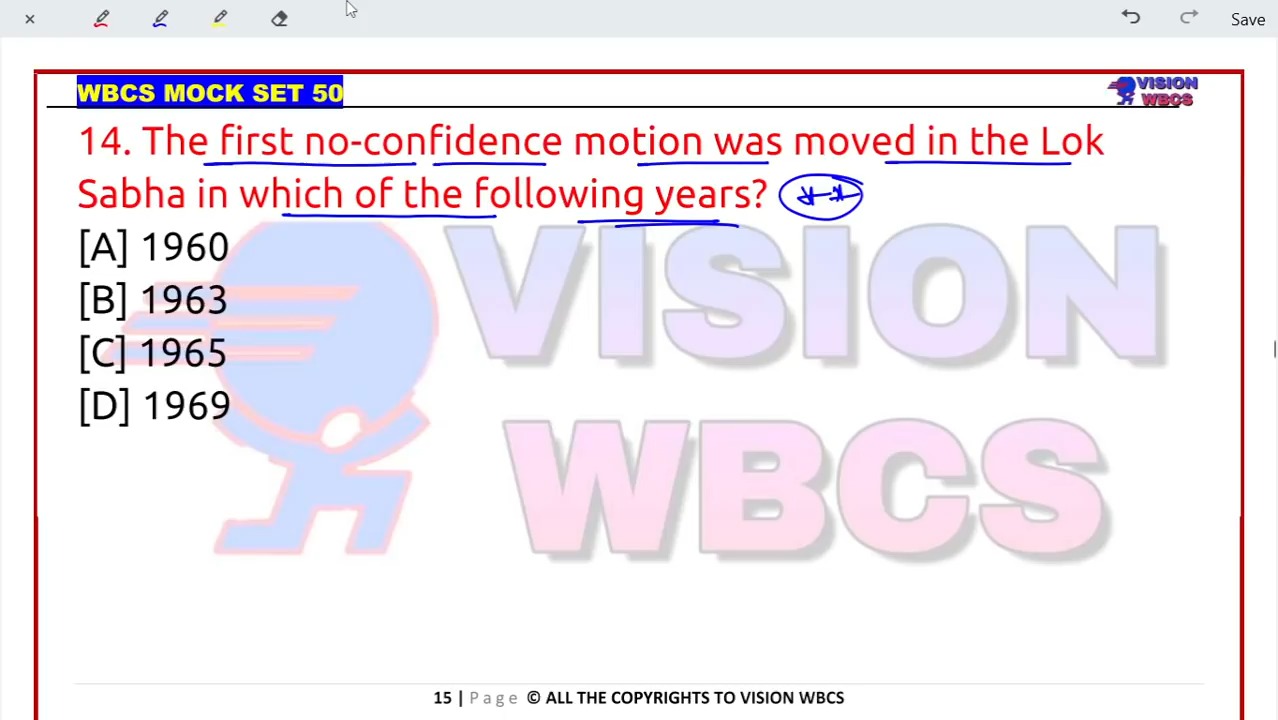 Save
WBCS MOCK SET 50
VISION
WBCS
14. The first no-confidence motion was moved in the Lok
Sabha in which of the following years?
[A] 1960
[B] 1963
[C] 1965
[D] 1969
VISION
WBCS
15 | Page © ALL THE COPYRIGHTS TO VISION WBCS